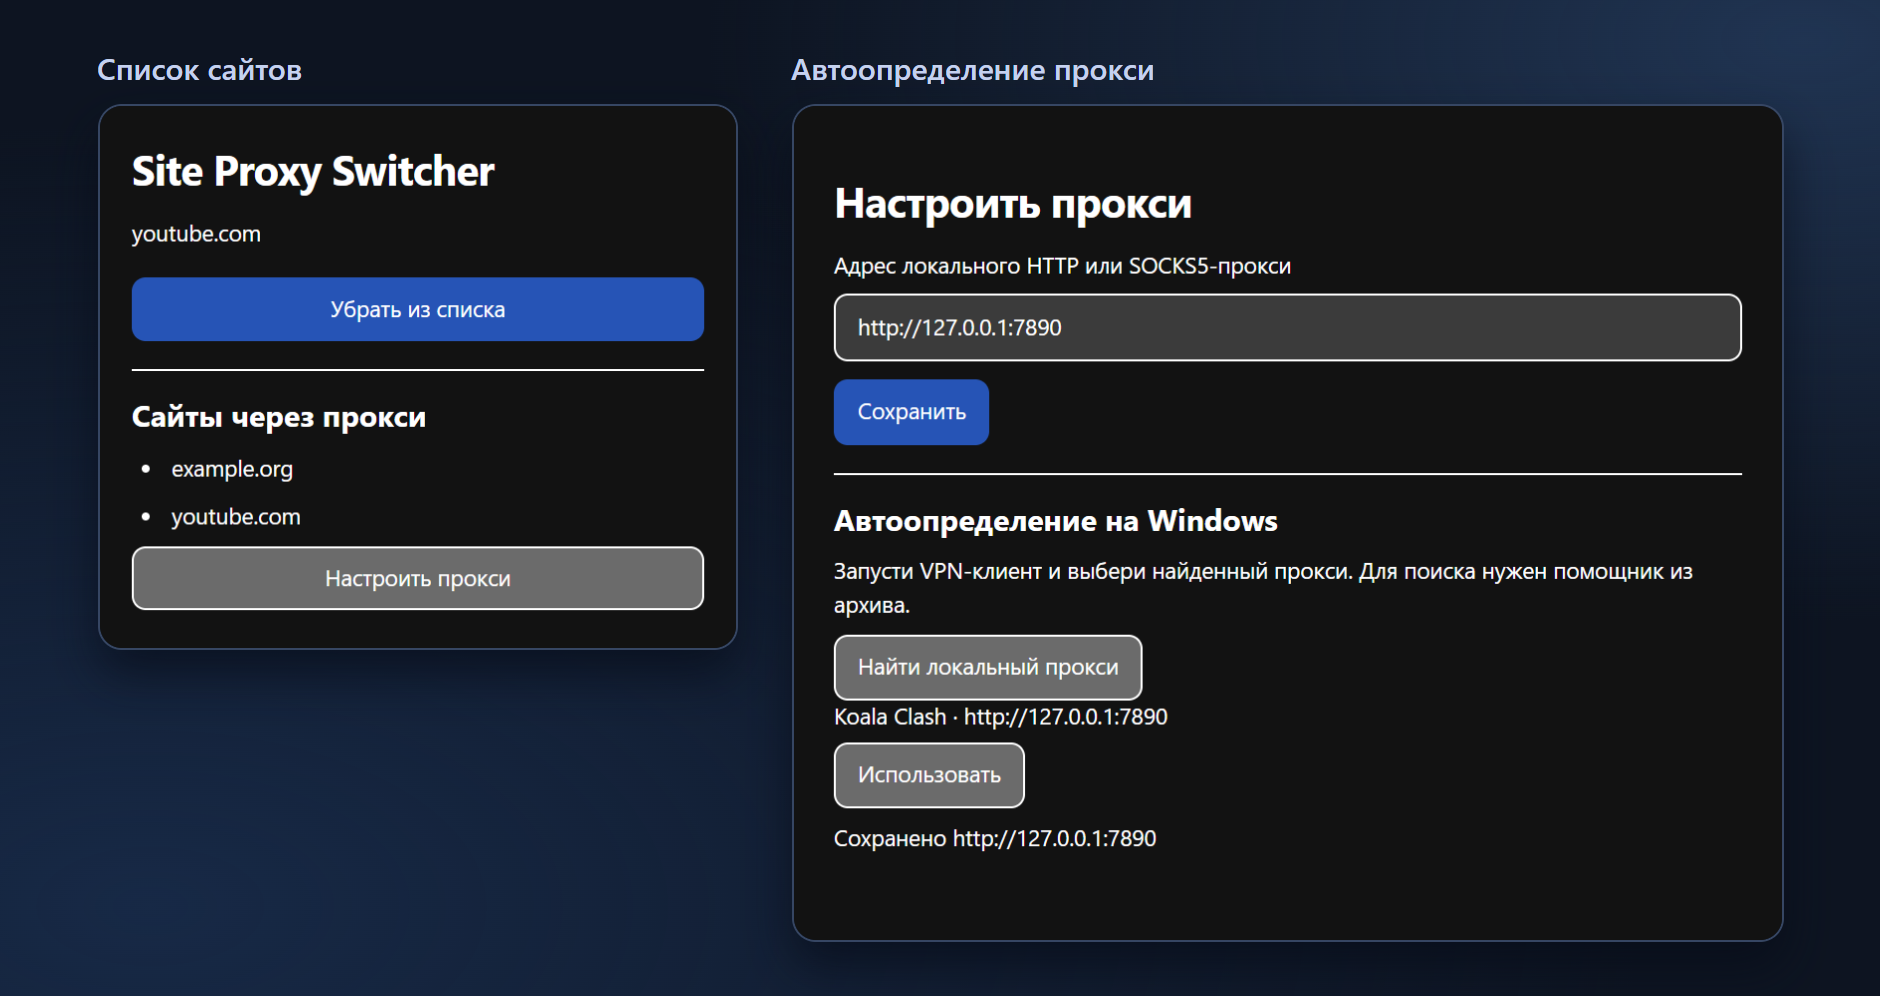 Список сайтов
Site Proxy Switcher
youtube.com
Убрать из списка
Сайты через прокси
• example.org
• youtube.com
Настроить прокси
Автоопределение прокси
Настроить прокси
Адрес локального HTTP или SOCKS5-прокси
http://127.0.0.1:7890
Сохранить
Автоопределение на Windows
Запусти VPN-клиент и выбери найденный прокси. Для поиска нужен помощник из
архива.
Найти локальный прокси
Koala Clash · http://127.0.0.1:7890
Использовать
Сохранено http://127.0.0.1:7890